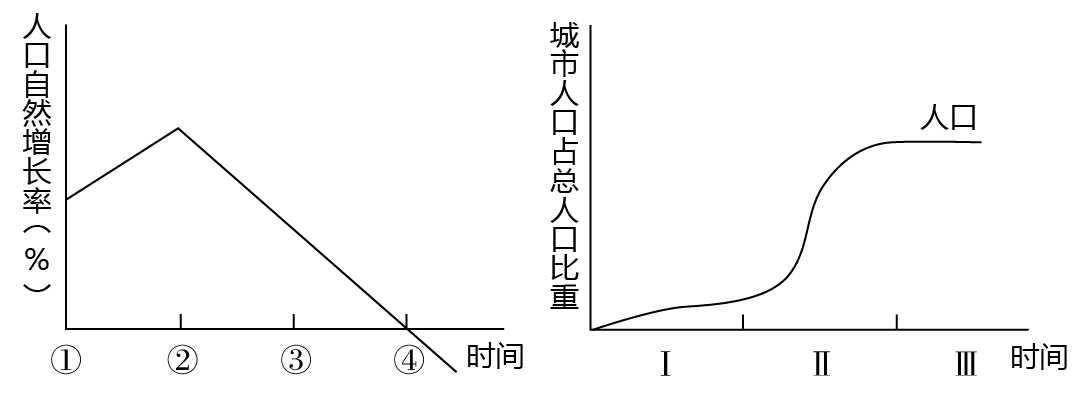 人口自然增长率（%）
① ② ③ ④ 时间
城市人口占总人口比重
人口
Ⅰ Ⅱ Ⅲ 时间